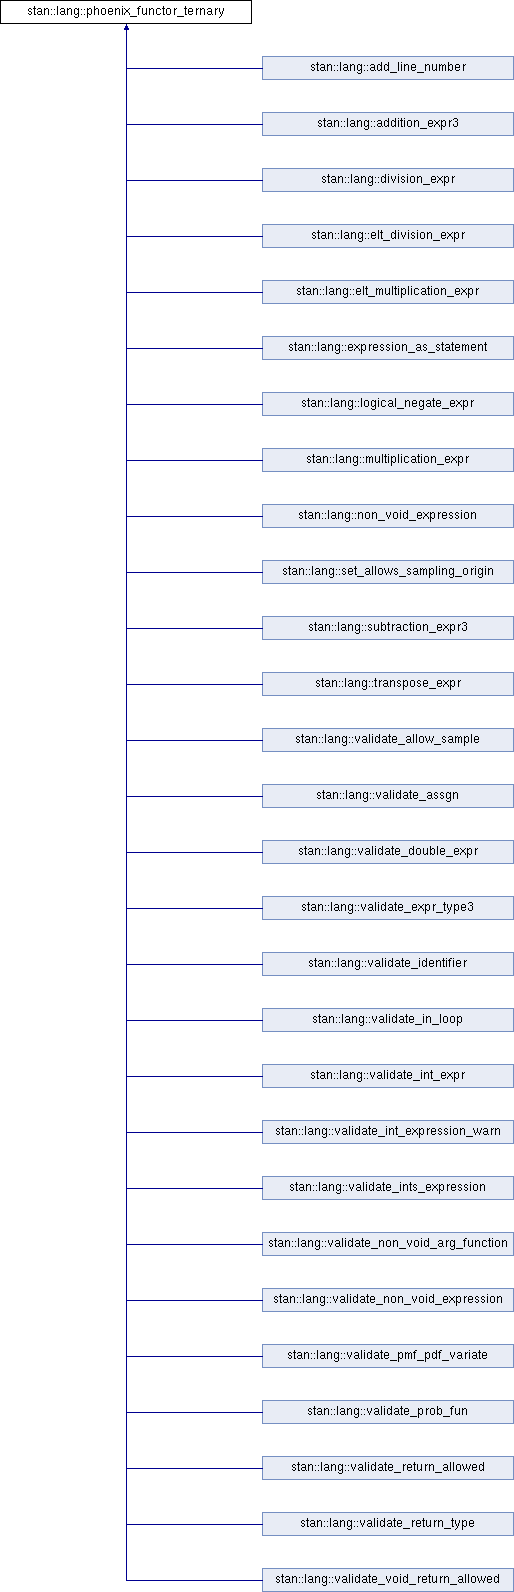 stan::lang::phoenix_functor_ternary
stan::lang::add_line_number
stan::lang::addition_expr3
stan::lang::division_expr
stan::lang::elt_division_expr
stan::lang::elt_multiplication_expr
stan::lang::expression_as_statement
stan::lang::logical_negate_expr
stan::lang::multiplication_expr
stan::lang::non_void_expression
stan::lang::set_allows_sampling_origin
stan::lang::subtraction_expr3
stan::lang::transpose_expr
stan::lang::validate_allow_sample
stan::lang::validate_assgn
stan::lang::validate_double_expr
stan::lang::validate_expr_type3
stan::lang::validate_identifier
stan::lang::validate_in_loop
stan::lang::validate_int_expr
stan::lang::validate_int_expression_warn
stan::lang::validate_ints_expression
stan::lang::validate_non_void_arg_function
stan::lang::validate_non_void_expression
stan::lang::validate_pmf_pdf_variate
stan::lang::validate_prob_fun
stan::lang::validate_return_allowed
stan::lang::validate_return_type
stan::lang::validate_void_return_allowed